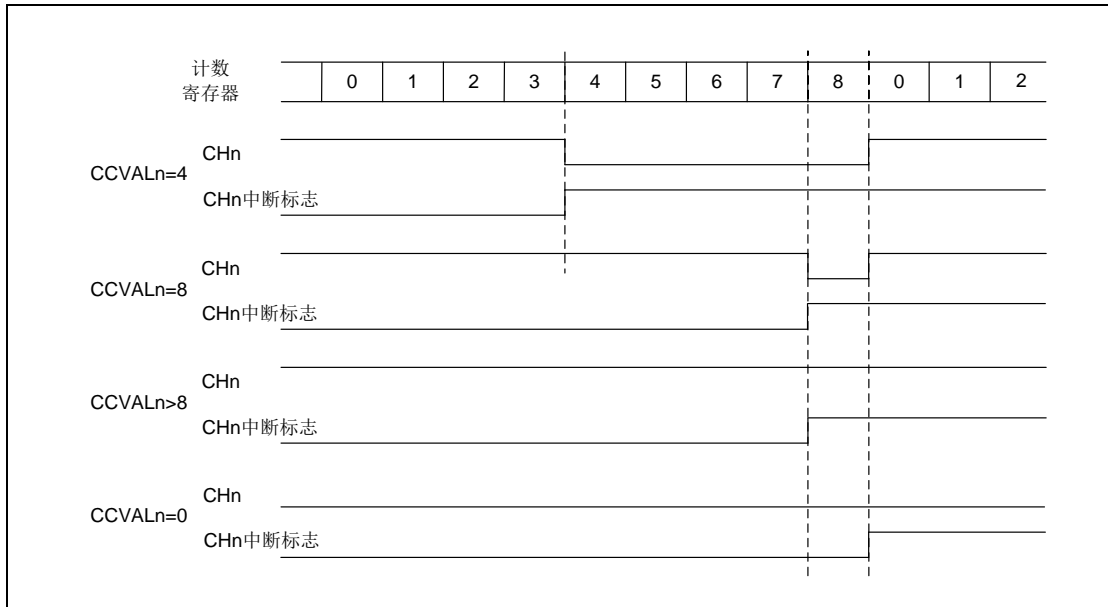 计数
寄存器
0 1 2 3 4 5 6 7 8 0 1 2
CCVALn=4
CHn
CHn中断标志
CCVALn=8
CHn
CHn中断标志
CCVALn>8
CHn
CHn中断标志
CCVALn=0
CHn
CHn中断标志